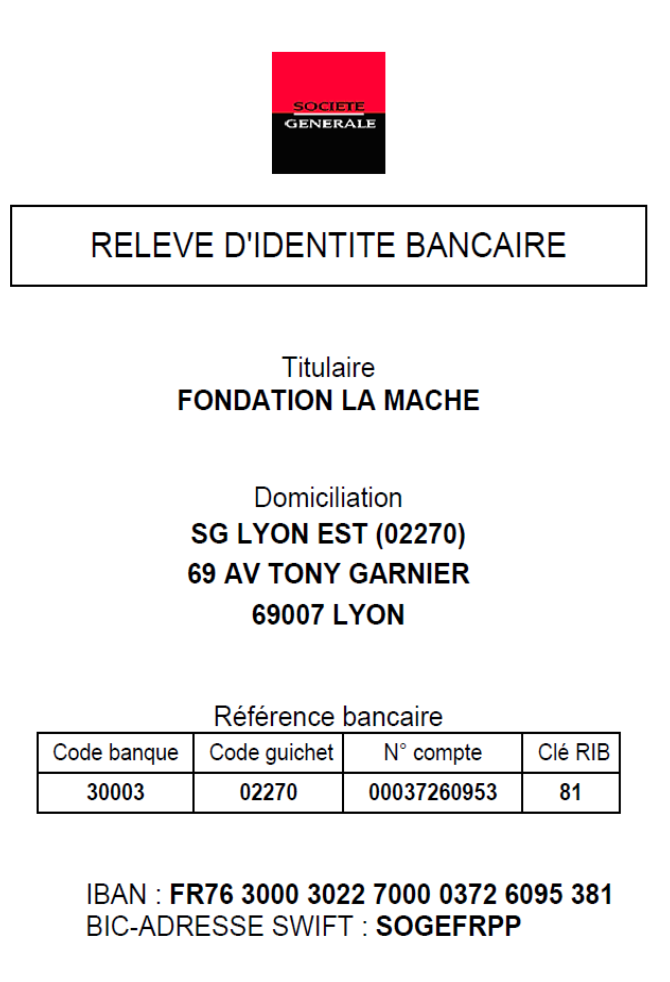 SOCIETE
GENERALE
RELEVE D'IDENTITE BANCAIRE
Titulaire
FONDATION LA MACHE
Domiciliation
SG LYON EST (02270)
69 AV TONY GARNIER
69007 LYON
Référence bancaire
Code banque Code guichet N° compte Clé RIB
30003 02270 00037260953 81
IBAN : FR76 3000 3022 7000 0372 6095 381
BIC-ADRESSE SWIFT : SOGEFRPP